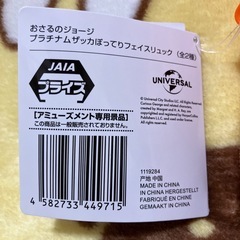 おさるのジョージ
プラチナムザッカぽってりフェイスリュック(全2種)
JAIA
プライズ
UNIVERSAL
【アミューズメント専用景品】
この商品は一般では販売されておりません。
1119284
产地 中国
MADE IN CHINA
IN CHINA HERGESTELLT
FABRIQUÉ EN CHINE
GEMAAKT IN CHINA
4 582733 449715